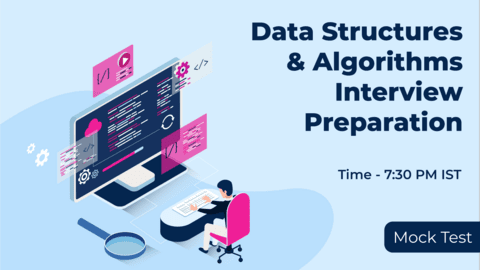 Data Structures
& Algorithms
Interview
Preparation
Time - 7:30 PM IST
Mock Test